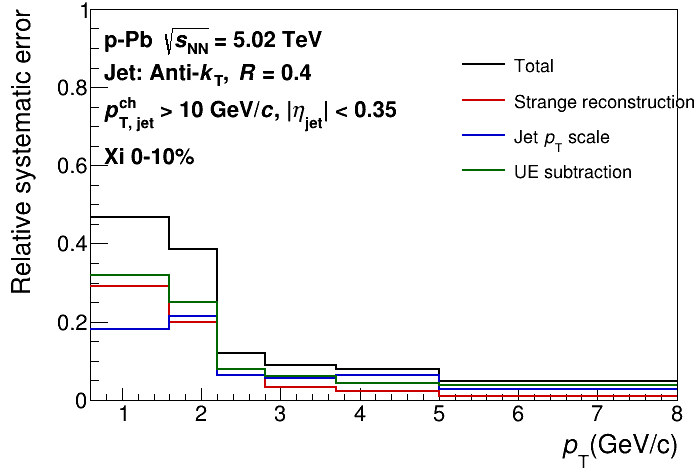 Relative systematic error
1
0.8
0.6
0.4
0.2
0
p-Pb √sNN = 5.02 TeV
Jet: Anti-kT, R = 0.4
p ch T, jet > 10 GeV/c, |ηjet| < 0.35
Xi 0-10%
Total
Strange reconstruction
Jet pT scale
UE subtraction
1 2 3 4 5 6 7 8
pT(GeV/c)